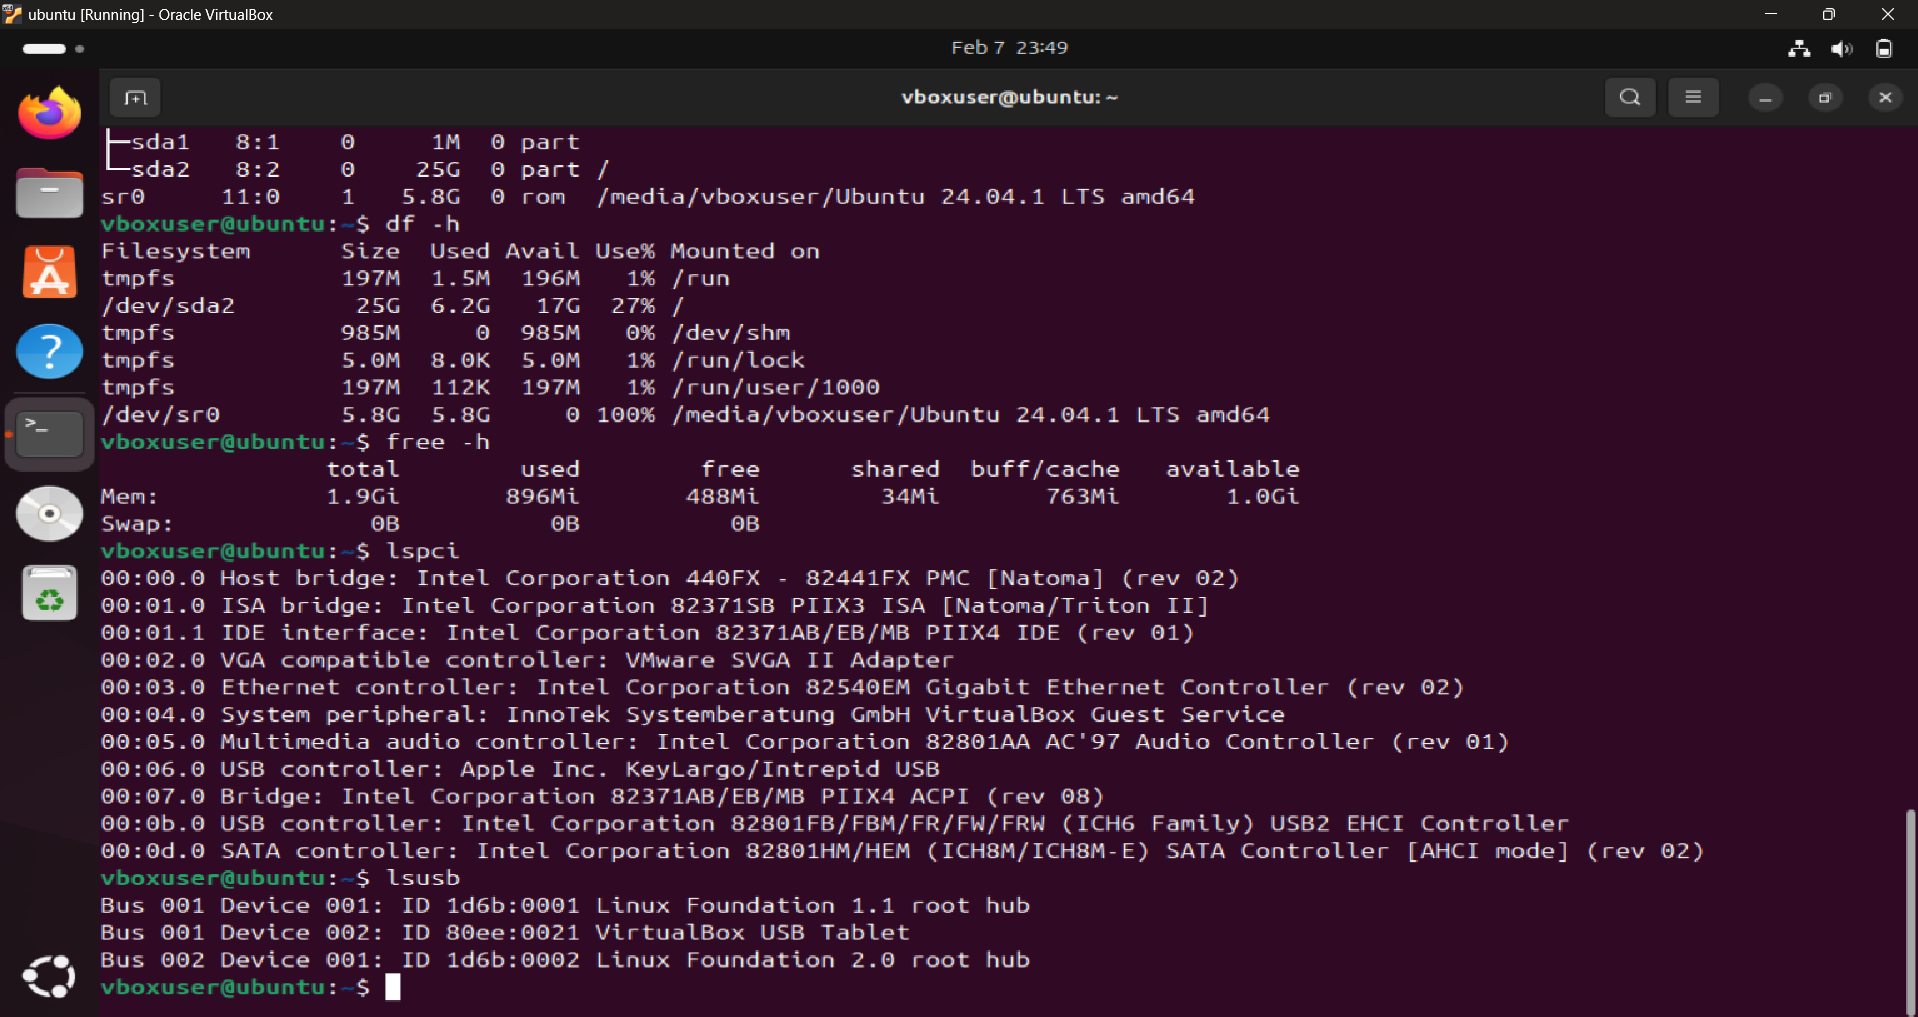 ubuntu [Running] - Oracle VirtualBox
Feb 7 23:49
vboxuser@ubuntu: ~
├─sda1   8:1    0     1M  0 part
└─sda2   8:2    0    25G  0 part /
sr0     11:0    1   5.8G  0 rom  /media/vboxuser/Ubuntu 24.04.1 LTS amd64
vboxuser@ubuntu:~$ df -h
Filesystem      Size  Used Avail Use% Mounted on
tmpfs           197M  1.5M  196M   1% /run
/dev/sda2        25G  6.2G   17G  27% /
tmpfs           985M     0  985M   0% /dev/shm
tmpfs           5.0M  8.0K  5.0M   1% /run/lock
tmpfs           197M  112K  197M   1% /run/user/1000
/dev/sr0        5.8G  5.8G     0 100% /media/vboxuser/Ubuntu 24.04.1 LTS amd64
vboxuser@ubuntu:~$ free -h
               total        used        free      shared  buff/cache   available
Mem:           1.9Gi       896Mi       488Mi        34Mi       763Mi       1.0Gi
Swap:             0B          0B          0B
vboxuser@ubuntu:~$ lspci
00:00.0 Host bridge: Intel Corporation 440FX - 82441FX PMC [Natoma] (rev 02)
00:01.0 ISA bridge: Intel Corporation 82371SB PIIX3 ISA [Natoma/Triton II]
00:01.1 IDE interface: Intel Corporation 82371AB/EB/MB PIIX4 IDE (rev 01)
00:02.0 VGA compatible controller: VMware SVGA II Adapter
00:03.0 Ethernet controller: Intel Corporation 82540EM Gigabit Ethernet Controller (rev 02)
00:04.0 System peripheral: InnoTek Systemberatung GmbH VirtualBox Guest Service
00:05.0 Multimedia audio controller: Intel Corporation 82801AA AC'97 Audio Controller (rev 01)
00:06.0 USB controller: Apple Inc. KeyLargo/Intrepid USB
00:07.0 Bridge: Intel Corporation 82371AB/EB/MB PIIX4 ACPI (rev 08)
00:0b.0 USB controller: Intel Corporation 82801FB/FBM/FR/FW/FRW (ICH6 Family) USB2 EHCI Controller
00:0d.0 SATA controller: Intel Corporation 82801HM/HEM (ICH8M/ICH8M-E) SATA Controller [AHCI mode] (rev 02)
vboxuser@ubuntu:~$ lsusb
Bus 001 Device 001: ID 1d6b:0001 Linux Foundation 1.1 root hub
Bus 001 Device 002: ID 80ee:0021 VirtualBox USB Tablet
Bus 002 Device 001: ID 1d6b:0002 Linux Foundation 2.0 root hub
vboxuser@ubuntu:~$